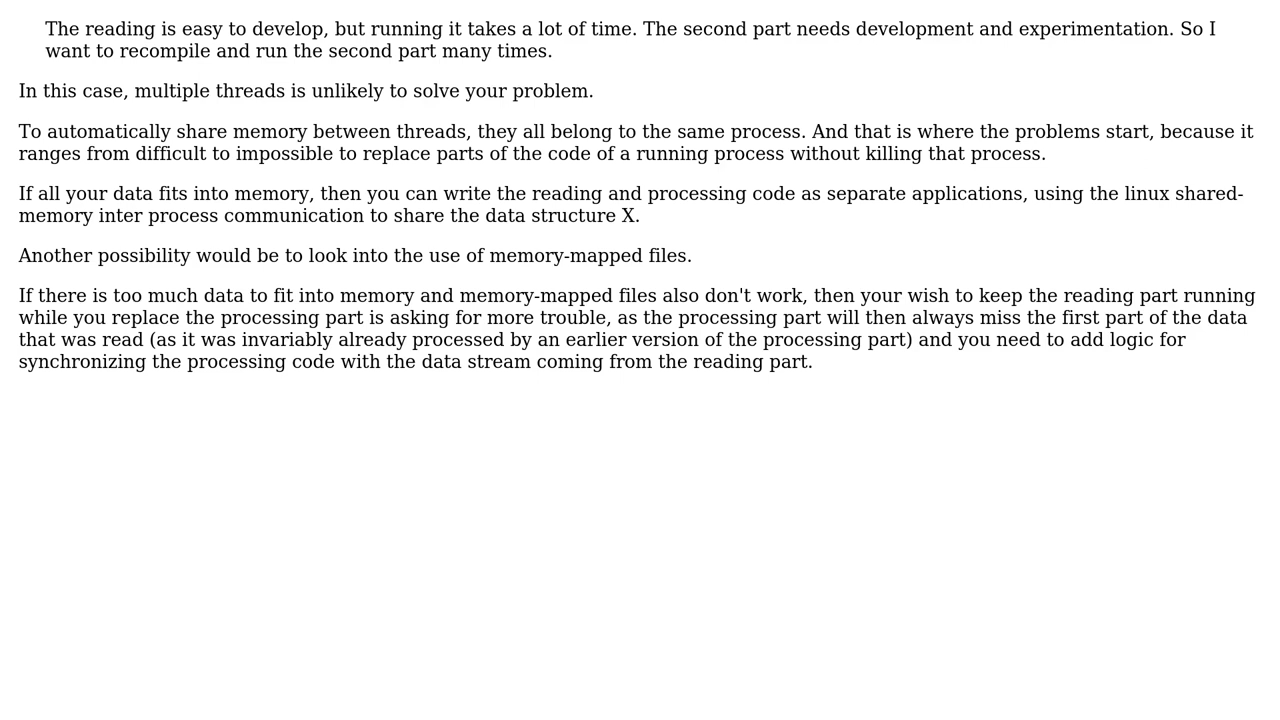 The reading is easy to develop, but running it takes a lot of time. The second part needs development and experimentation. So I
want to recompile and run the second part many times.
In this case, multiple threads is unlikely to solve your problem.
To automatically share memory between threads, they all belong to the same process. And that is where the problems start, because it
ranges from difficult to impossible to replace parts of the code of a running process without killing that process.
If all your data fits into memory, then you can write the reading and processing code as separate applications, using the linux shared-
memory inter process communication to share the data structure X.
Another possibility would be to look into the use of memory-mapped files.
If there is too much data to fit into memory and memory-mapped files also don't work, then your wish to keep the reading part running
while you replace the processing part is asking for more trouble, as the processing part will then always miss the first part of the data
that was read (as it was invariably already processed by an earlier version of the processing part) and you need to add logic for
synchronizing the processing code with the data stream coming from the reading part.